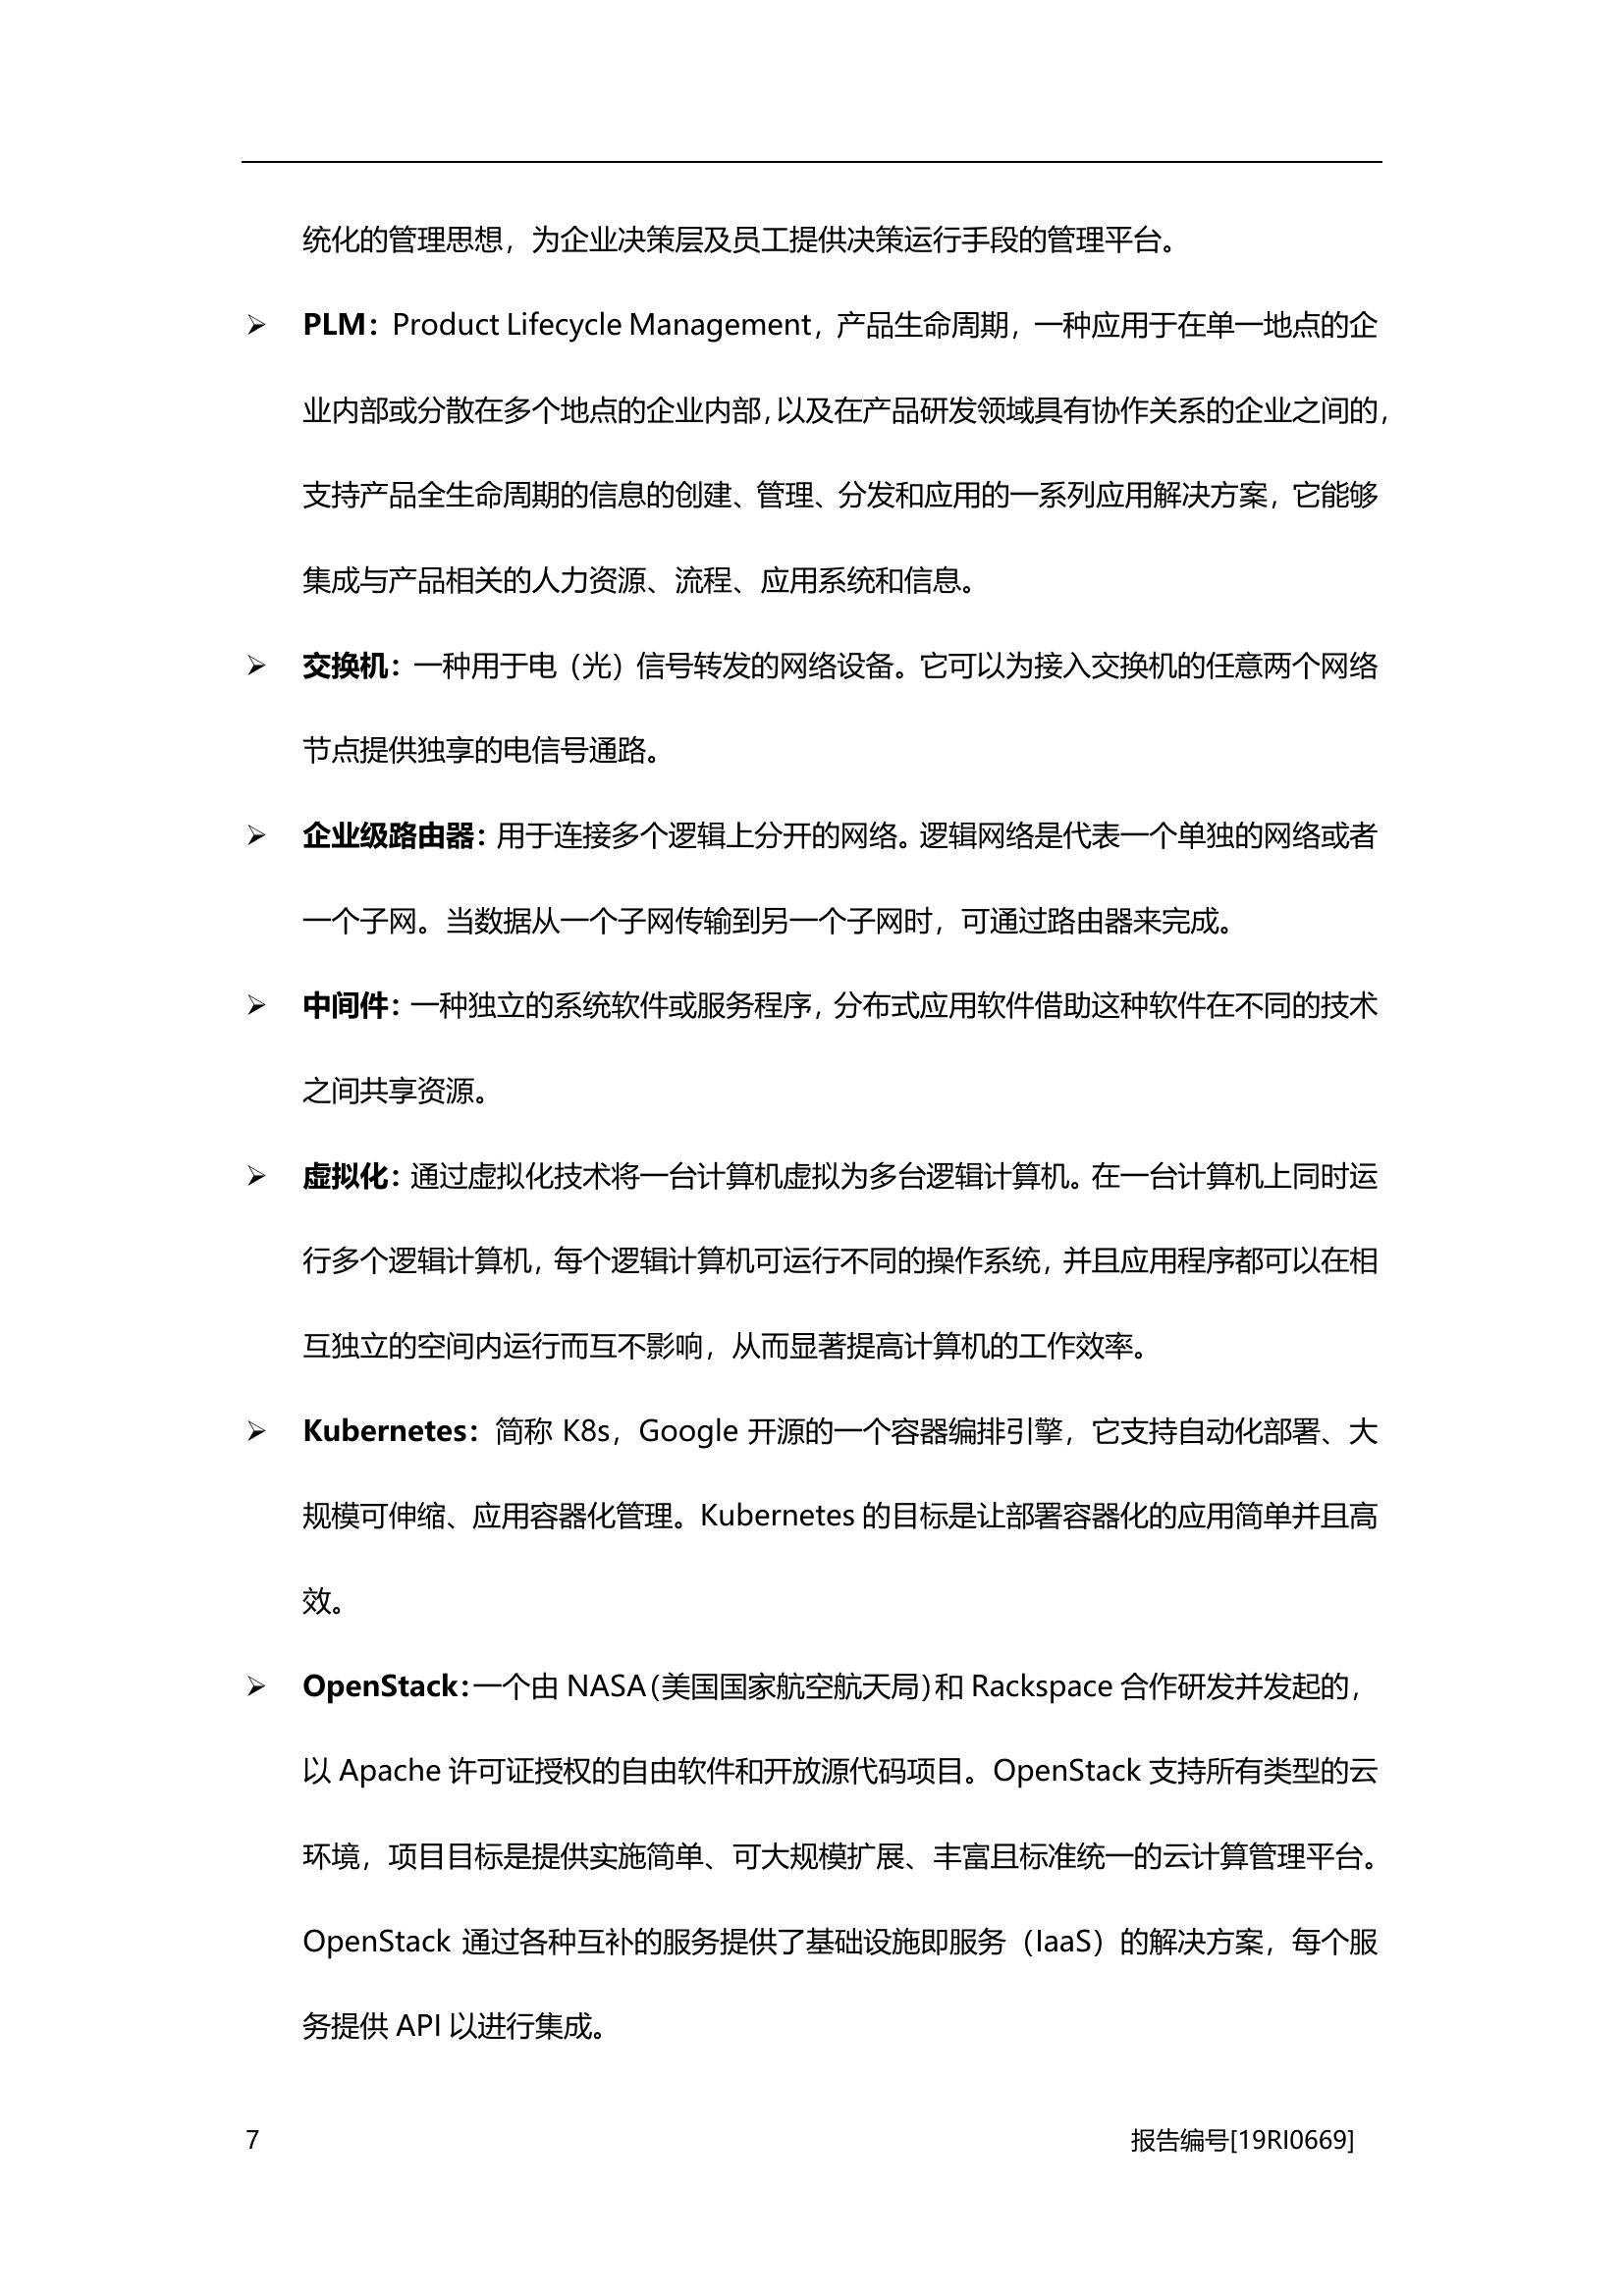 统化的管理思想，为企业决策层及员工提供决策运行手段的管理平台。
➢ PLM：Product Lifecycle Management，产品生命周期，一种应用于在单一地点的企
业内部或分散在多个地点的企业内部，以及在产品研发领域具有协作关系的企业之间的，
支持产品全生命周期的信息的创建、管理、分发和应用的一系列应用解决方案，它能够
集成与产品相关的人力资源、流程、应用系统和信息。
➢ 交换机：一种用于电（光）信号转发的网络设备。它可以为接入交换机的任意两个网络
节点提供独享的电信号通路。
➢ 企业级路由器：用于连接多个逻辑上分开的网络。逻辑网络是代表一个单独的网络或者
一个子网。当数据从一个子网传输到另一个子网时，可通过路由器来完成。
➢ 中间件：一种独立的系统软件或服务程序，分布式应用软件借助这种软件在不同的技术
之间共享资源。
➢ 虚拟化：通过虚拟化技术将一台计算机虚拟为多台逻辑计算机。在一台计算机上同时运
行多个逻辑计算机，每个逻辑计算机可运行不同的操作系统，并且应用程序都可以在相
互独立的空间内运行而互不影响，从而显著提高计算机的工作效率。
➢ Kubernetes：简称 K8s，Google 开源的一个容器编排引擎，它支持自动化部署、大
规模可伸缩、应用容器化管理。Kubernetes 的目标是让部署容器化的应用简单并且高
效。
➢ OpenStack：一个由 NASA（美国国家航空航天局）和 Rackspace 合作研发并发起的，
以 Apache 许可证授权的自由软件和开放源代码项目。OpenStack 支持所有类型的云
环境，项目目标是提供实施简单、可大规模扩展、丰富且标准统一的云计算管理平台。
OpenStack 通过各种互补的服务提供了基础设施即服务（IaaS）的解决方案，每个服
务提供 API 以进行集成。
7 报告编号[19RI0669]